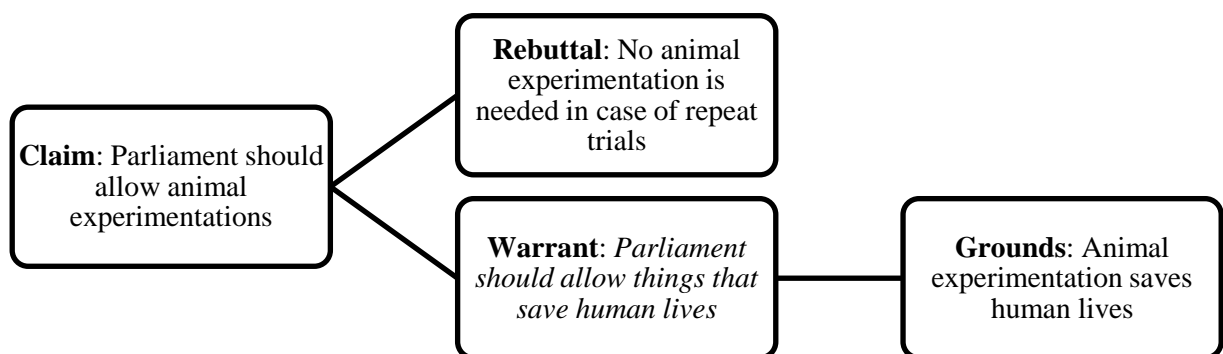 Rebuttal: No animal
experimentation is
needed in case of repeat
trials
Claim: Parliament should
allow animal
experimentations
Warrant: Parliament
should allow things that
save human lives
Grounds: Animal
experimentation saves
human lives